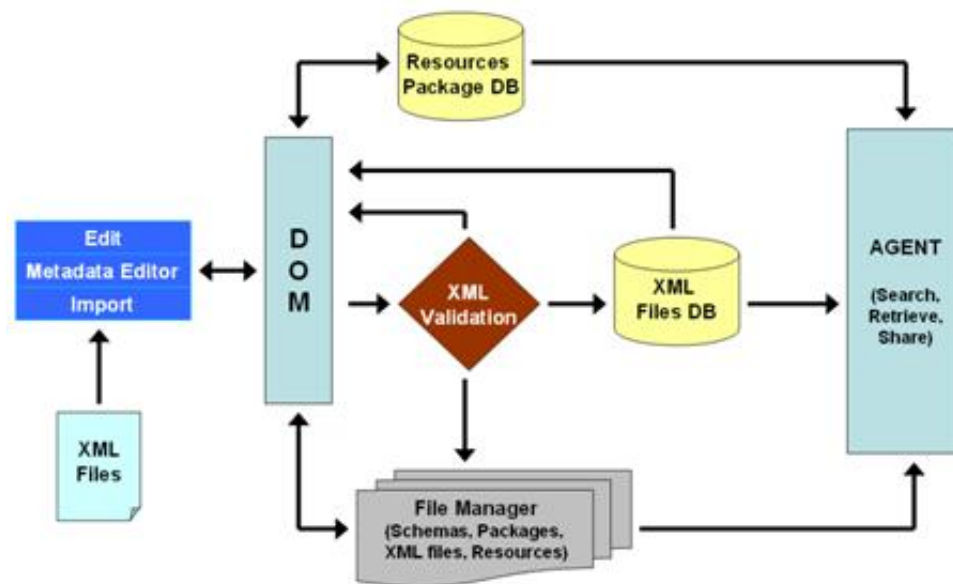 Resources
Package DB
Edit
Metadata Editor
Import
XML
Files
D
O
M
XML
Validation
XML
Files DB
AGENT
(Search,
Retrieve,
Share)
File Manager
(Schemas, Packages,
XML files, Resources)